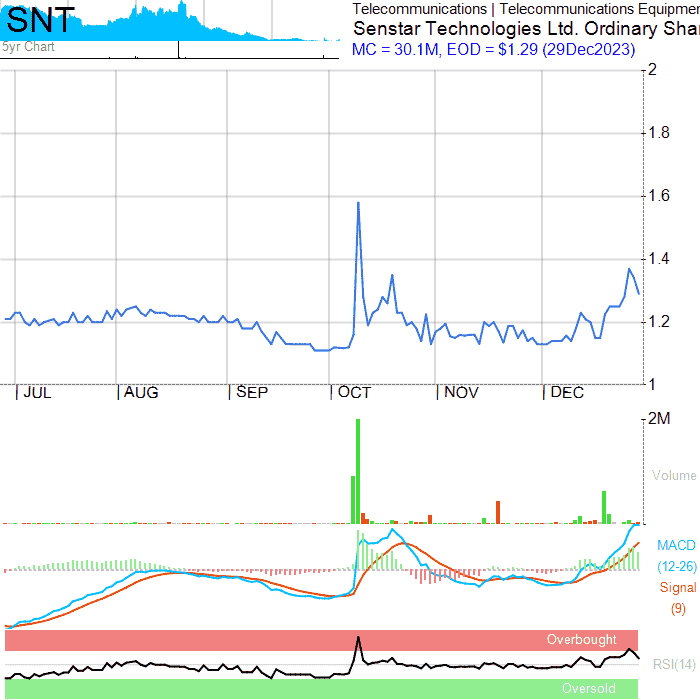 SNT
5yr Chart
Telecommunications | Telecommunications Equipmen
Senstar Technologies Ltd. Ordinary Shar
MC = 30.1M, EOD = $1.29 (29Dec2023)
2
1.8
1.6
1.4
1.2
1
JUL
AUG
SEP
OCT
NOV
DEC
2M
Volume
MACD
(12-26)
Signal
(9)
Overbought
RSI(14)
Oversold